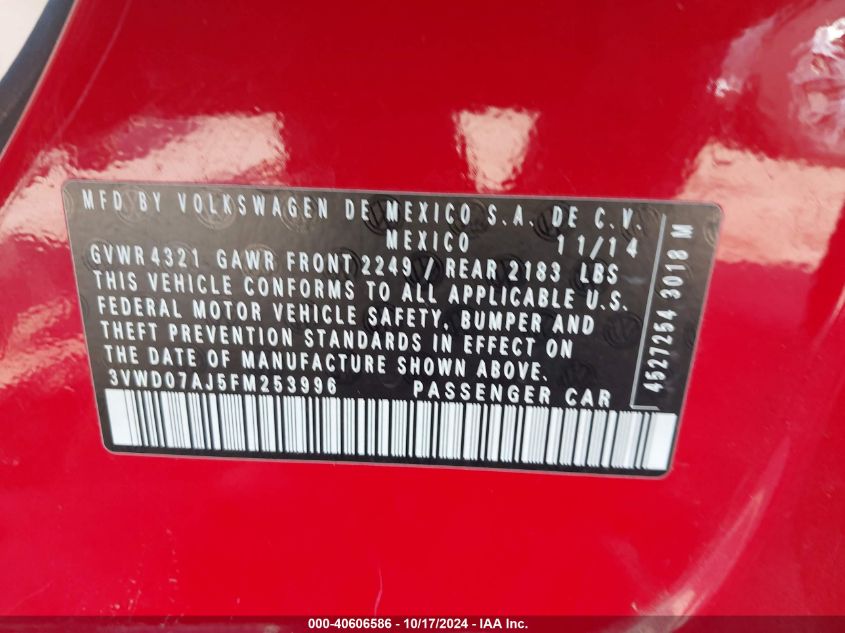 MFD BY VOLKSWAGEN DE MEXICO S.A. DE C.V.
MEXICO 11/14
GVWR 4321 GAWR FRONT 2249 / REAR 2183 LBS
THIS VEHICLE CONFORMS TO ALL APPLICABLE U.S.
FEDERAL MOTOR VEHICLE SAFETY, BUMPER AND
THEFT PREVENTION STANDARDS IN EFFECT ON
THE DATE OF MANUFACTURE SHOWN ABOVE.
3VWD07AJ5FM253996 PASSENGER CAR
4527254 3018 M
000-40606586 - 10/17/2024 - IAA Inc.